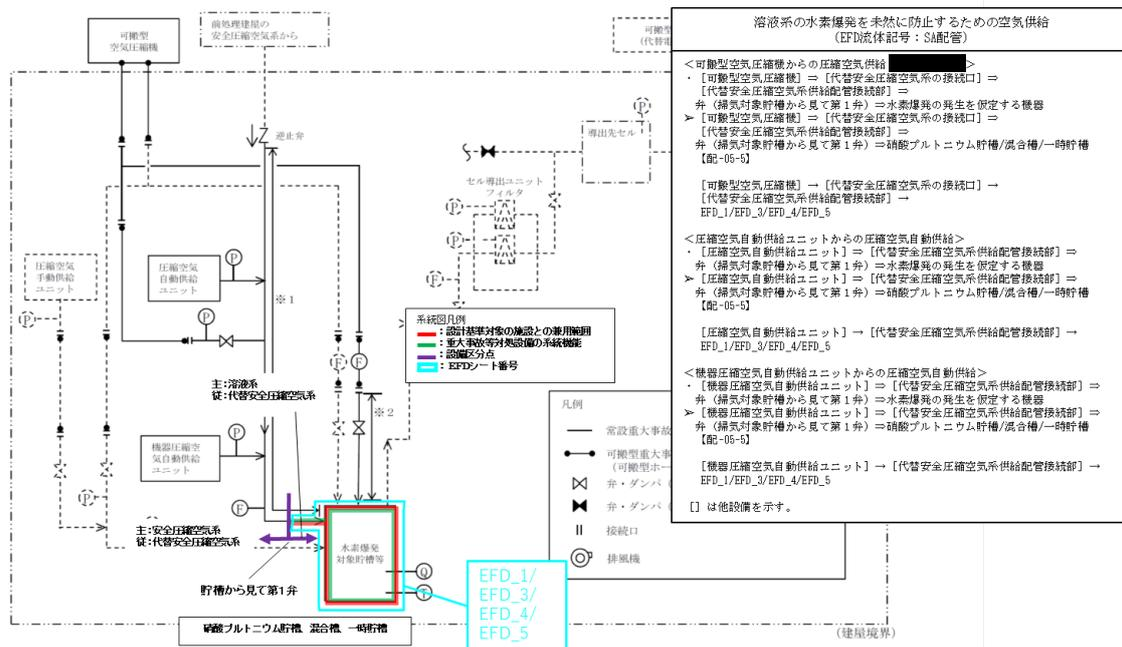 可搬型
空気圧縮機
前処理建屋の
安全圧縮空気系から
可搬型
(代替電
逆止弁
P
導出先セル
セル導出ユニット
フィルタ
P
P
F
圧縮空気
手動供給
ユニット
P
圧縮空気
自動供給
ユニット
P
※1
P
F
F
系統図凡例
:設計基準対象の施設との兼用範囲
:重大事故等対処設備の系統機能
:設備区分点
:EFDシート番号
主:溶液系
従:代替安全圧縮空気系
※2
機器圧縮空
気自動供給
ユニット
P
P
F
主:安全圧縮空気系
従:代替安全圧縮空気系
水素爆発
対象貯槽等
Q
T
貯槽から見て第1弁
硝酸プルトニウム貯槽、混合槽、一時貯槽
EFD_1/
EFD_3/
EFD_4/
EFD_5
凡例
常設重大事故
可搬型重大事
(可搬型ホー
弁・ダンパ(
弁・ダンパ(
接続口
排風機
(建屋境界)
溶液系の水素爆発を未然に防止するための空気供給
(EFD流体記号:SA配管)
<可搬型空気圧縮機からの圧縮空気供給 >
・ [可搬型空気圧縮機] ⇒ [代替安全圧縮空気系の接続口] ⇒
[代替安全圧縮空気系供給配管接続部] ⇒
弁(掃気対象貯槽から見て第1弁)⇒水素爆発の発生を仮定する機器
➢ [可搬型空気圧縮機] ⇒ [代替安全圧縮空気系の接続口] ⇒
[代替安全圧縮空気系供給配管接続部] ⇒
弁(掃気対象貯槽から見て第1弁)⇒硝酸プルトニウム貯槽/混合槽/一時貯槽
【配-05-5】
[可搬型空気圧縮機] → [代替安全圧縮空気系の接続口] →
[代替安全圧縮空気系供給配管接続部] →
EFD_1/EFD_3/EFD_4/EFD_5
<圧縮空気自動供給ユニットからの圧縮空気自動供給>
・ [圧縮空気自動供給ユニット] ⇒ [代替安全圧縮空気系供給配管接続部] ⇒
弁(掃気対象貯槽から見て第1弁)⇒水素爆発の発生を仮定する機器
➢ [圧縮空気自動供給ユニット] ⇒ [代替安全圧縮空気系供給配管接続部] ⇒
弁(掃気対象貯槽から見て第1弁)⇒硝酸プルトニウム貯槽/混合槽/一時貯槽
【配-05-5】
[圧縮空気自動供給ユニット] → [代替安全圧縮空気系供給配管接続部] →
EFD_1/EFD_3/EFD_4/EFD_5
<機器圧縮空気自動供給ユニットからの圧縮空気自動供給>
・ [機器圧縮空気自動供給ユニット] ⇒ [代替安全圧縮空気系供給配管接続部] ⇒
弁(掃気対象貯槽から見て第1弁)⇒水素爆発の発生を仮定する機器
➢ [機器圧縮空気自動供給ユニット] ⇒ [代替安全圧縮空気系供給配管接続部] ⇒
弁(掃気対象貯槽から見て第1弁)⇒硝酸プルトニウム貯槽/混合槽/一時貯槽
【配-05-5】
[機器圧縮空気自動供給ユニット] → [代替安全圧縮空気系供給配管接続部] →
EFD_1/EFD_3/EFD_4/EFD_5
[] は他設備を示す。